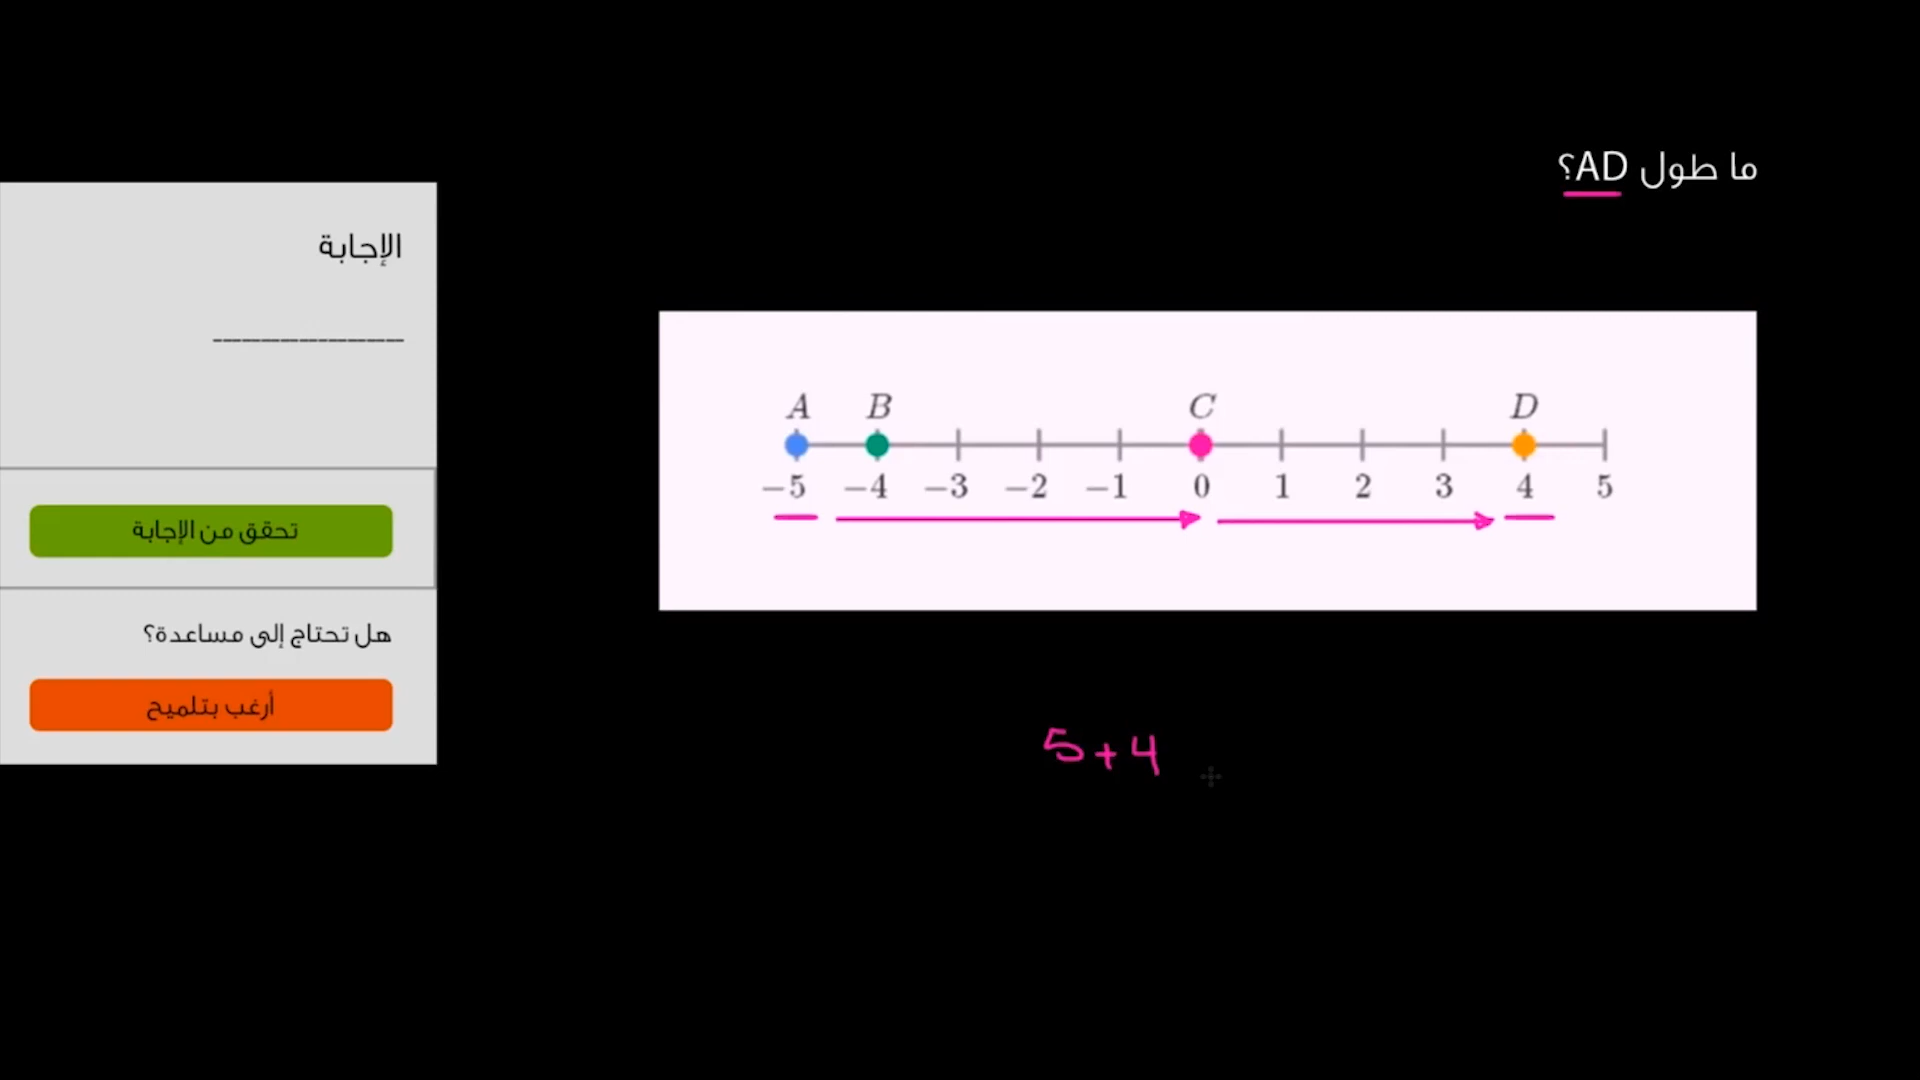 ما طول AD؟
الإجابة
-------------------
A B C D
−5 −4 −3 −2 −1 0 1 2 3 4 5
تحقق من الإجابة
هل تحتاج إلى مساعدة؟
أرغب بتلميح
5+4